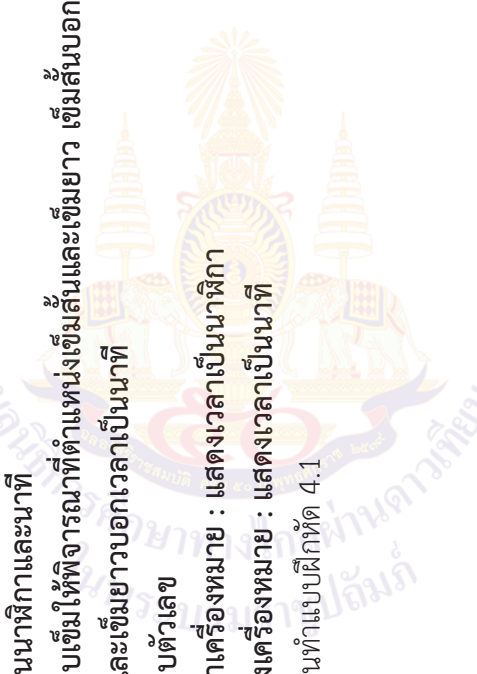 นนาฬิกาและนาที
บเข็มให้พิจารณาที่ตำแหน่งเข็มสั้นและเข็มยาว เข็มสั้นบอก
ละเข็มยาวบอกเวลาเป็นนาที
บตัวเลข
าเครื่องหมาย : แสดงเวลาเป็นนาฬิกา
งเครื่องหมาย : แสดงเวลาเป็นนาที
นทำแบบฝึกหัด 4.1